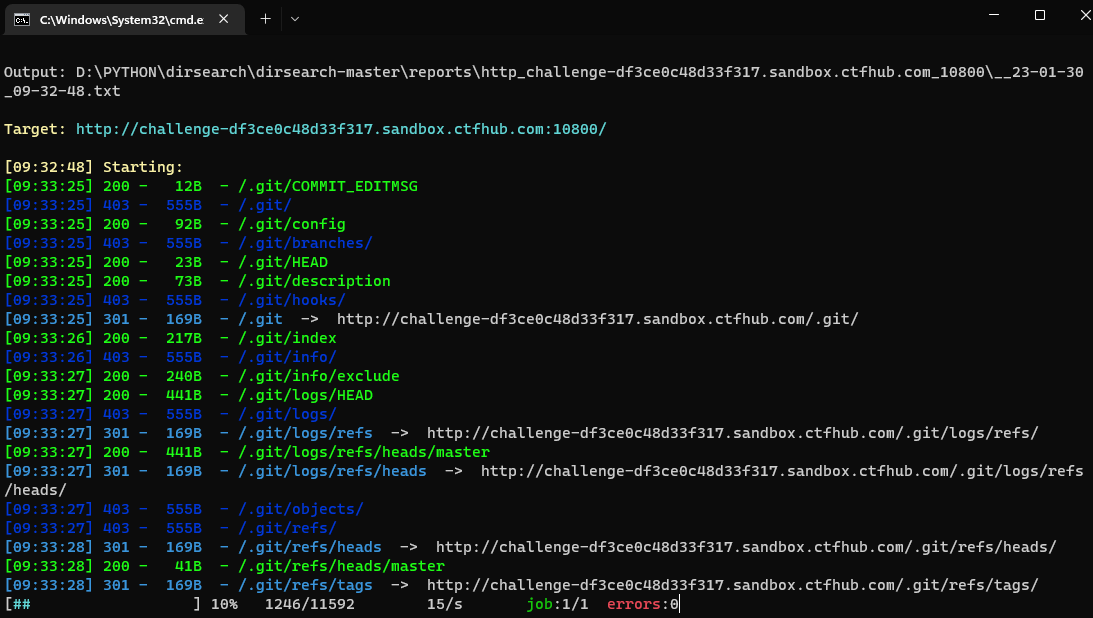 C:\Windows\System32\cmd.e
Output: D:\PYTHON\dirsearch\dirsearch-master\reports\http_challenge-df3ce0c48d33f317.sandbox.ctfhub.com_10800\__23-01-30
_09-32-48.txt
Target: http://challenge-df3ce0c48d33f317.sandbox.ctfhub.com:10800/
[09:32:48] Starting:
[09:33:25] 200 -   12B  - /.git/COMMIT_EDITMSG
[09:33:25] 403 -  555B  - /.git/
[09:33:25] 200 -   92B  - /.git/config
[09:33:25] 403 -  555B  - /.git/branches/
[09:33:25] 200 -   23B  - /.git/HEAD
[09:33:25] 200 -   73B  - /.git/description
[09:33:25] 403 -  555B  - /.git/hooks/
[09:33:25] 301 -  169B  - /.git  ->  http://challenge-df3ce0c48d33f317.sandbox.ctfhub.com/.git/
[09:33:26] 200 -  217B  - /.git/index
[09:33:26] 403 -  555B  - /.git/info/
[09:33:27] 200 -  240B  - /.git/info/exclude
[09:33:27] 200 -  441B  - /.git/logs/HEAD
[09:33:27] 403 -  555B  - /.git/logs/
[09:33:27] 301 -  169B  - /.git/logs/refs  ->  http://challenge-df3ce0c48d33f317.sandbox.ctfhub.com/.git/logs/refs/
[09:33:27] 200 -  441B  - /.git/logs/refs/heads/master
[09:33:27] 301 -  169B  - /.git/logs/refs/heads  ->  http://challenge-df3ce0c48d33f317.sandbox.ctfhub.com/.git/logs/refs
/heads/
[09:33:27] 403 -  555B  - /.git/objects/
[09:33:27] 403 -  555B  - /.git/refs/
[09:33:28] 301 -  169B  - /.git/refs/heads  ->  http://challenge-df3ce0c48d33f317.sandbox.ctfhub.com/.git/refs/heads/
[09:33:28] 200 -   41B  - /.git/refs/heads/master
[09:33:28] 301 -  169B  - /.git/refs/tags  ->  http://challenge-df3ce0c48d33f317.sandbox.ctfhub.com/.git/refs/tags/
[##                  ] 10%   1246/11592        15/s       job:1/1  errors:0